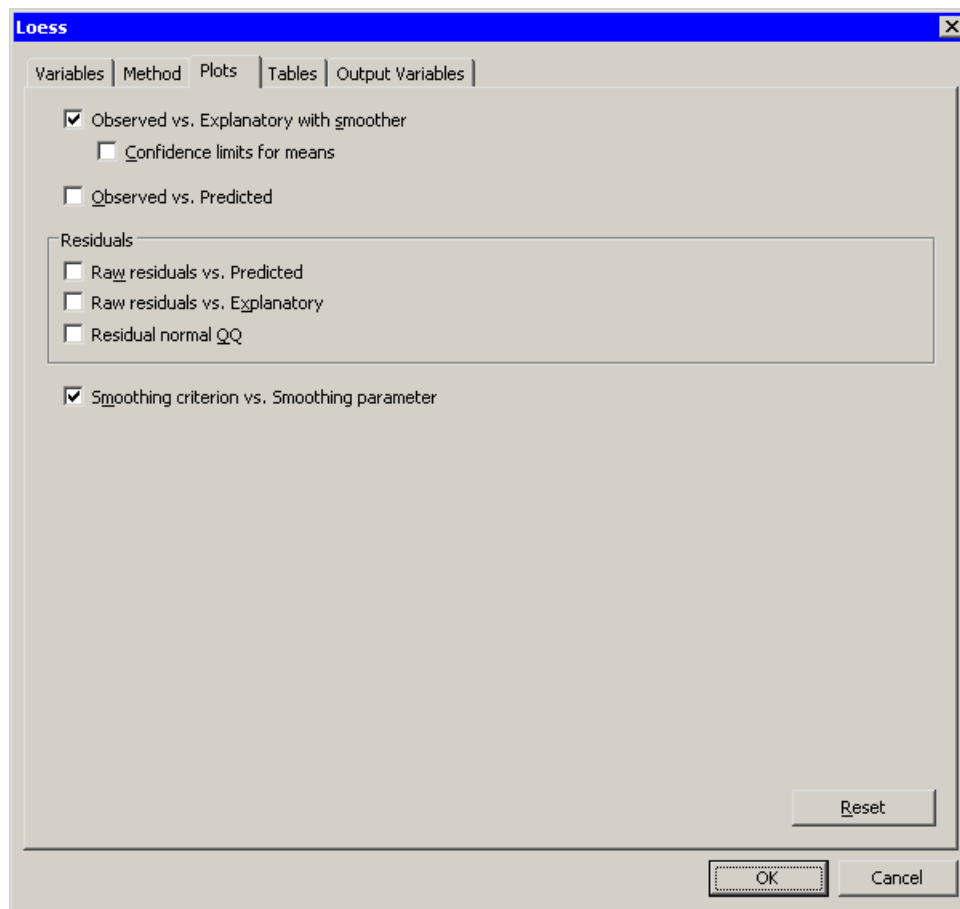 Loess
Variables Method Plots Tables Output Variables
Observed vs. Explanatory with smoother
Confidence limits for means
Observed vs. Predicted
Residuals
Raw residuals vs. Predicted
Raw residuals vs. Explanatory
Residual normal QQ
Smoothing criterion vs. Smoothing parameter
Reset
OK Cancel